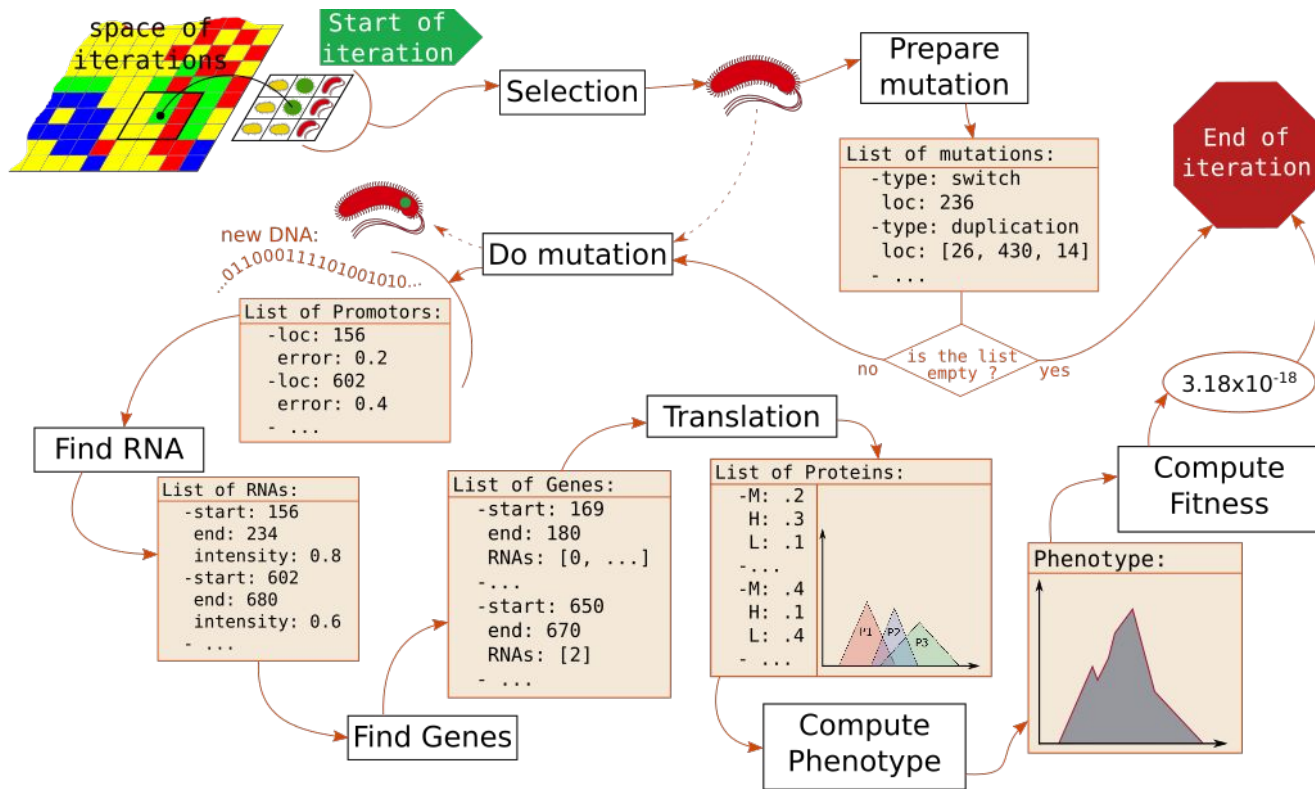 space of
iterations
Start of
iteration
Selection
Prepare
mutation
List of mutations:
-type: switch
loc: 236
-type: duplication
loc: [26, 430, 14]
- ...
End of
iteration
is the list
empty ?
no
yes
Do mutation
new DNA:
...011000111101001010...
List of Promotors:
-loc: 156
error: 0.2
-loc: 602
error: 0.4
- ...
Find RNA
List of RNAs:
-start: 156
end: 234
intensity: 0.8
-start: 602
end: 680
intensity: 0.6
- ...
Find Genes
List of Genes:
-start: 169
end: 180
RNAs: [0, ...]
-...
-start: 650
end: 670
RNAs: [2]
- ...
Translation
List of Proteins:
-M: .2
H: .3
L: .1
-...
-M: .4
H: .1
L: .4
- ...
P1
P2
P3
Compute
Phenotype
Phenotype:
Compute
Fitness
3.18x10⁻¹⁸